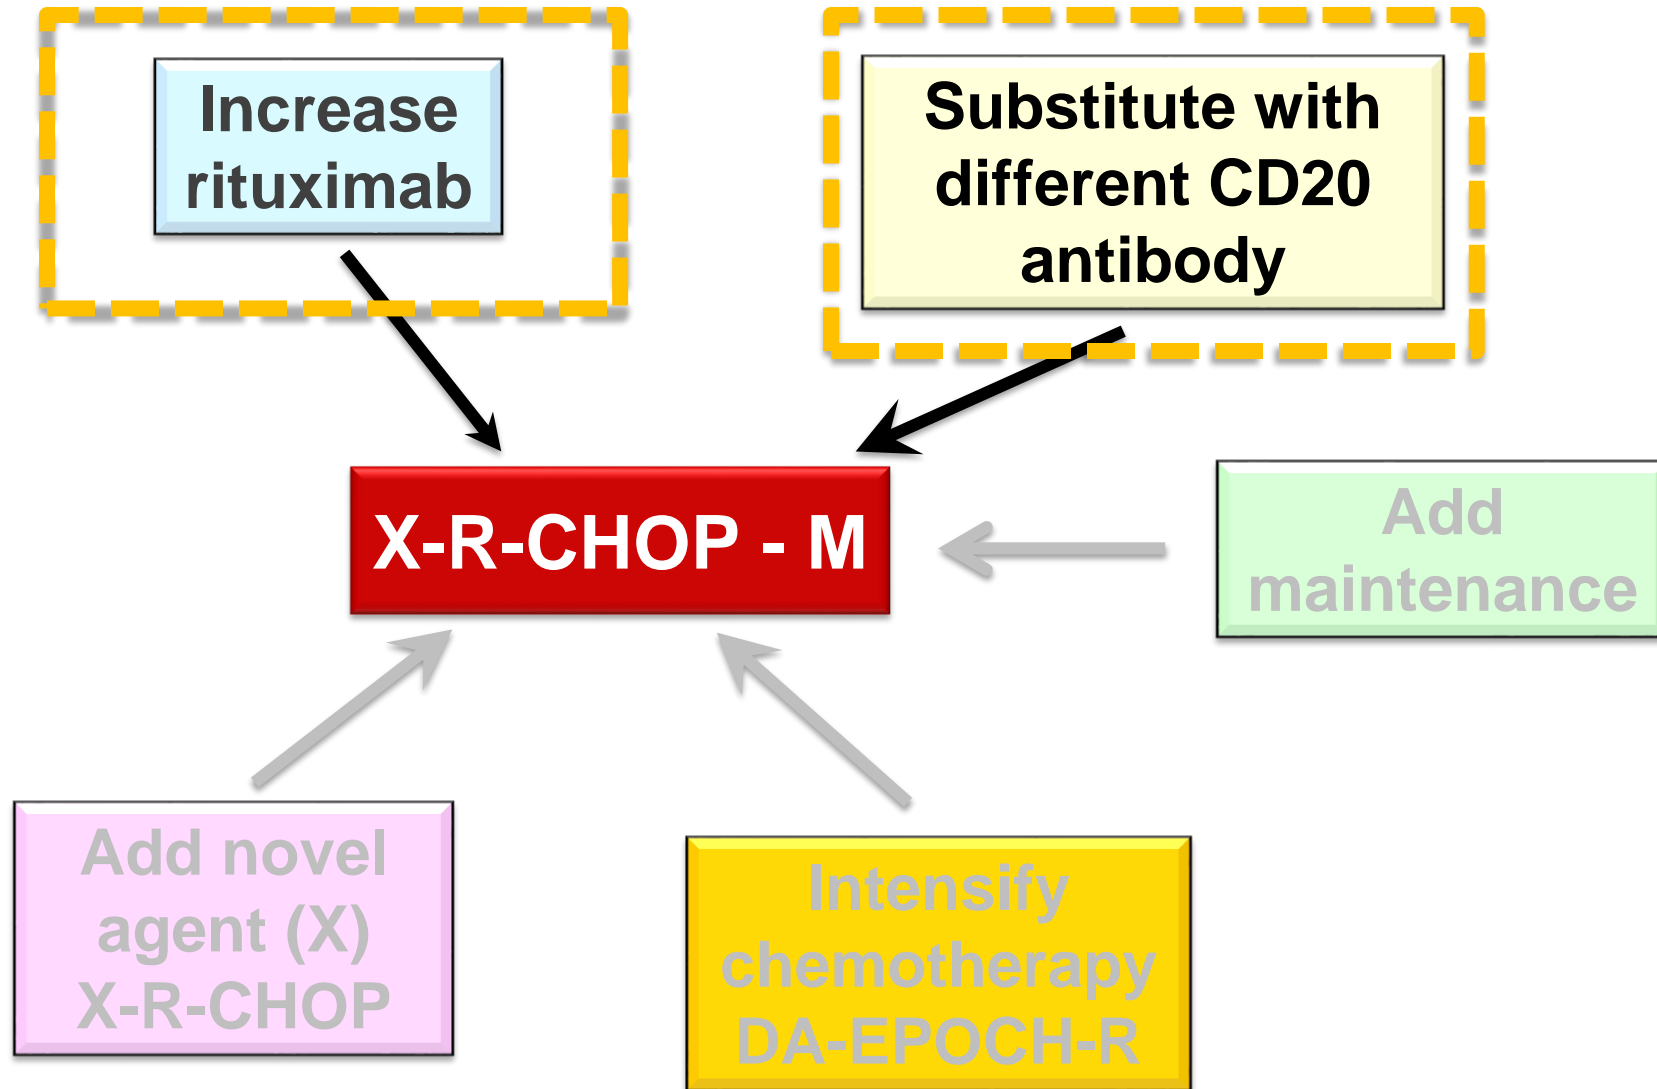 Increase
rituximab
Substitute with
different CD20
antibody
X-R-CHOP - M
Add
maintenance
Add novel
agent (X)
X-R-CHOP
Intensify
chemotherapy
DA-EPOCH-R